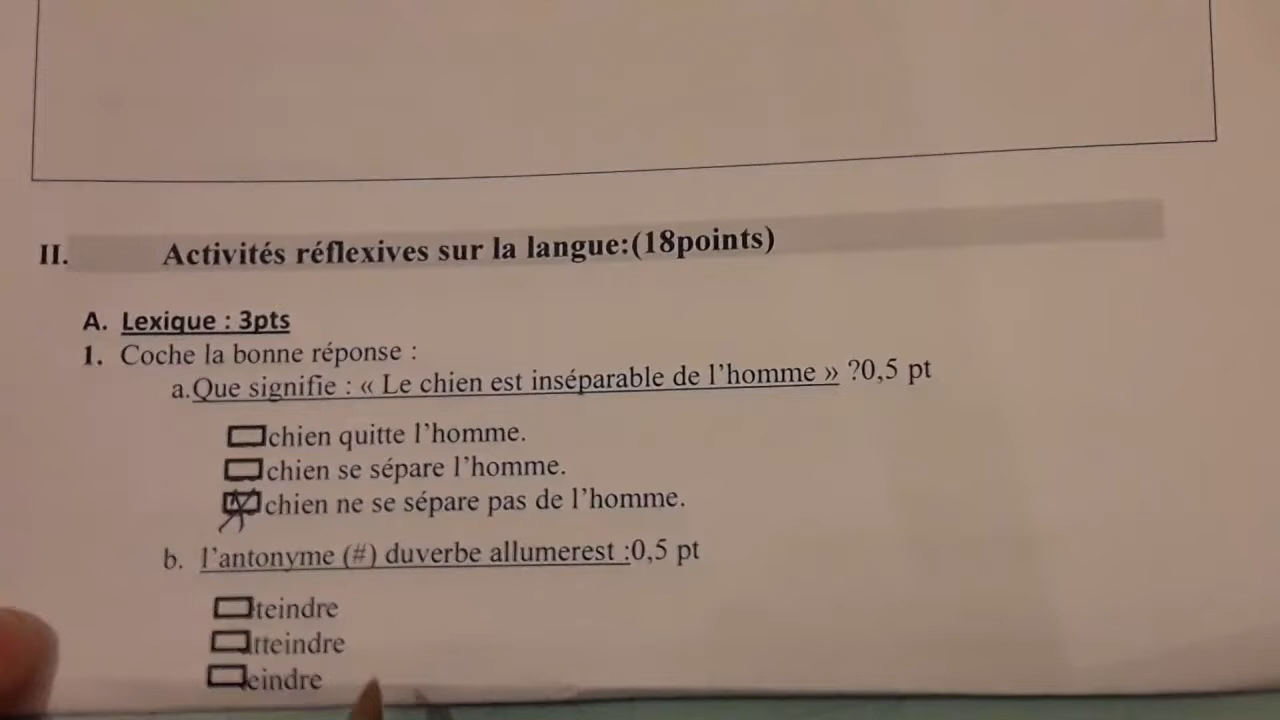 II. Activités réflexives sur la langue:(18points)
A. Lexique : 3pts
1. Coche la bonne réponse :
a.Que signifie : « Le chien est inséparable de l'homme » ?0,5 pt
chien quitte l'homme.
chien se sépare l'homme.
chien ne se sépare pas de l'homme.
b. l'antonyme (#) duverbe allumerest :0,5 pt
teindre
tteindre
eindre